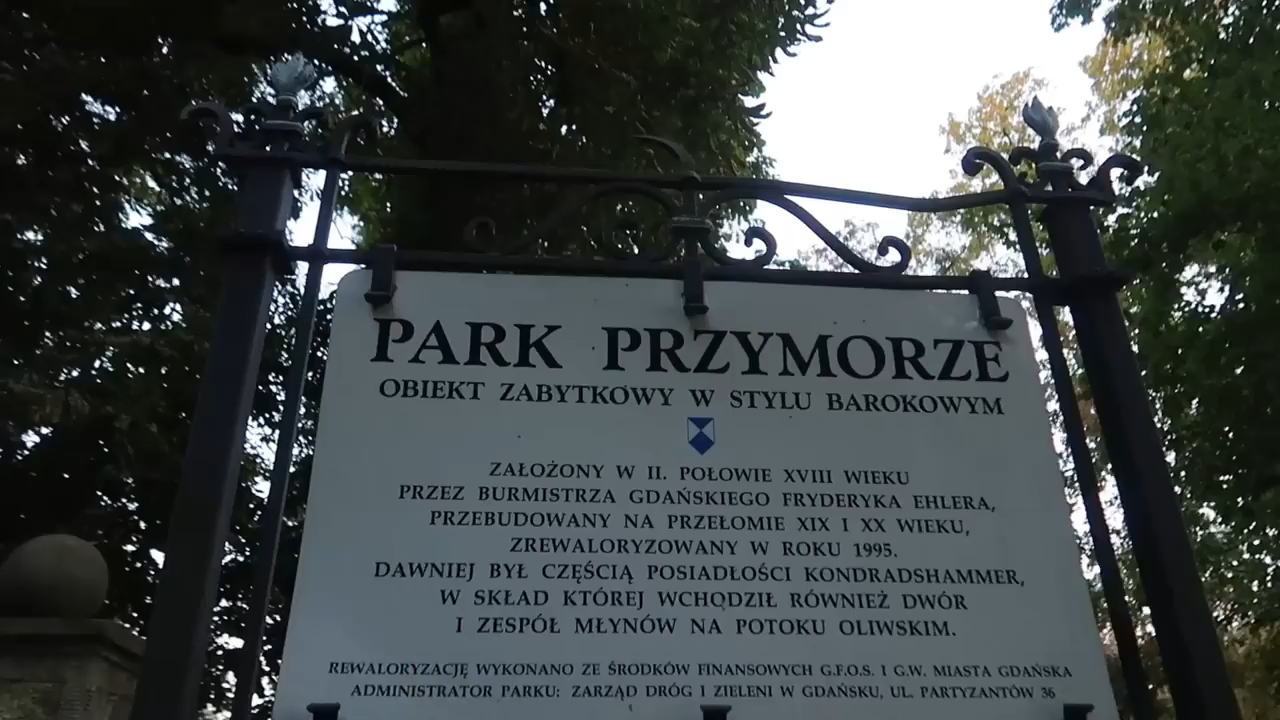 PARK PRZYMORZE
OBIEKT ZABYTKOWY W STYLU BAROKOWYM
ZAŁOŻONY W II. POŁOWIE XVIII WIEKU
PRZEZ BURMISTRZA GDAŃSKIEGO FRYDERYKA EHLERA,
PRZEBUDOWANY NA PRZEŁOMIE XIX I XX WIEKU,
ZREWALORYZOWANY W ROKU 1995.
DAWNIEJ BYŁ CZĘŚCIĄ POSIADŁOŚCI KONDRADSHAMMER,
W SKŁAD KTÓREJ WCHODZIŁ RÓWNIEŻ DWÓR
I ZESPÓŁ MŁYNÓW NA POTOKU OLIWSKIM.
REWALORYZACJĘ WYKONANO ZE ŚRODKÓW FINANSOWYCH G.F.O.S. I G.W. MIASTA GDAŃSKA
ADMINISTRATOR PARKU: ZARZĄD DRÓG I ZIELENI W GDAŃSKU, UL. PARTYZANTÓW 36